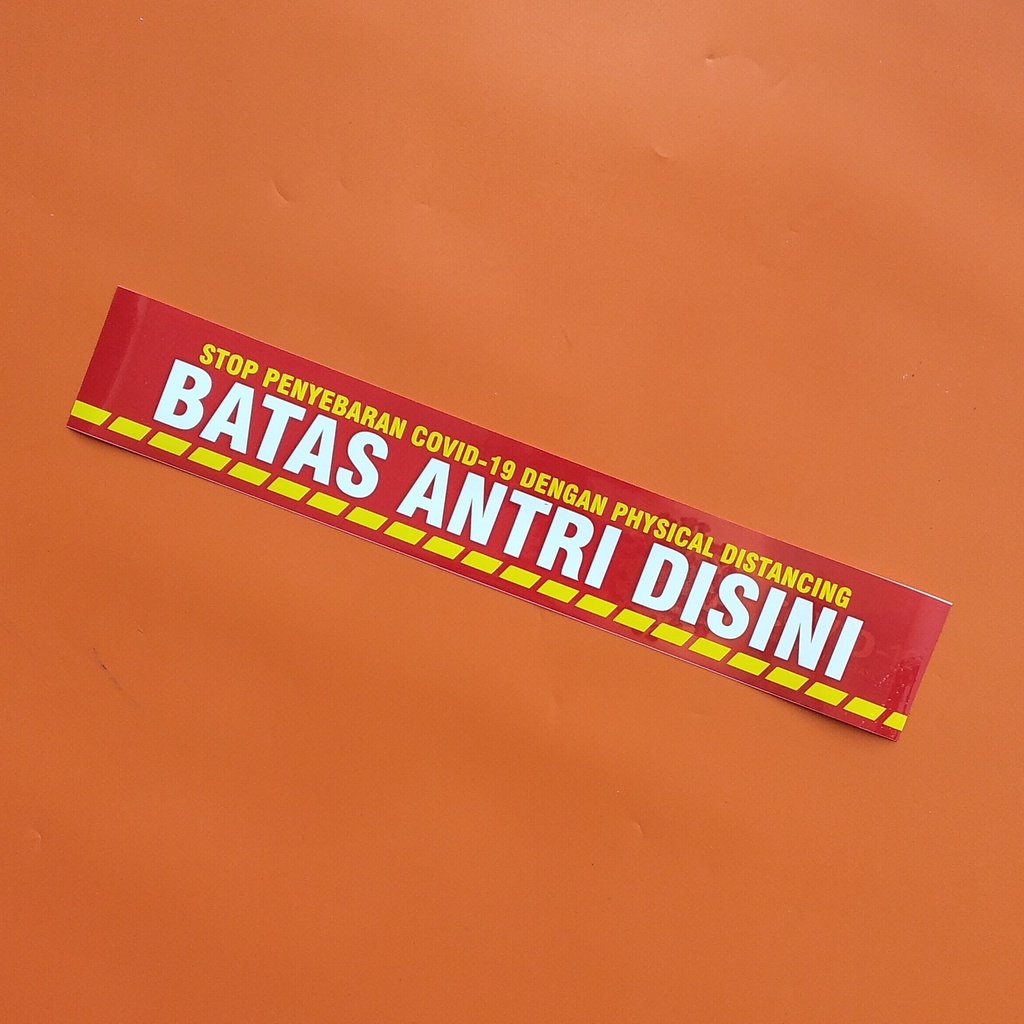 STOP PENYEBARAN COVID-19 DENGAN PHYSICAL DISTANCING
BATAS ANTRI DISINI